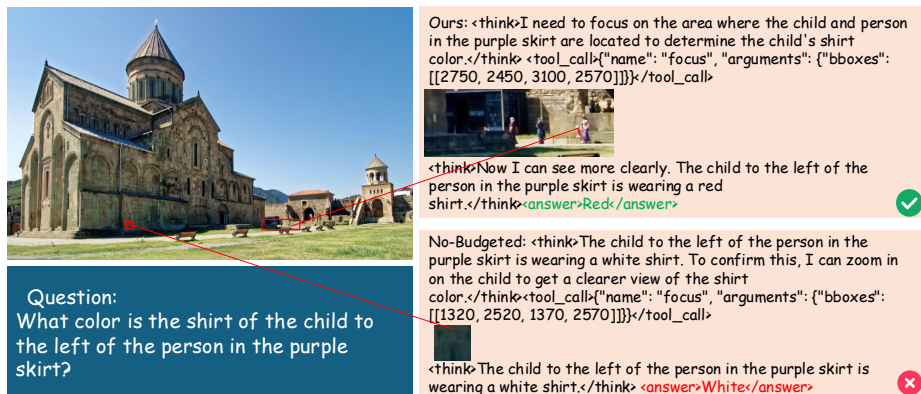 Question:
What color is the shirt of the child to
the left of the person in the purple
skirt?
Ours: <think>I need to focus on the area where the child and person
in the purple skirt are located to determine the child's shirt
color.</think> <tool_call>{"name": "focus", "arguments": {"bboxes":
[[2750, 2450, 3100, 2570]]}}</tool_call>
<think>Now I can see more clearly. The child to the left of the
person in the purple skirt is wearing a red
shirt.</think><answer>Red</answer>
No-Budgeted: <think>The child to the left of the person in the
purple skirt is wearing a white shirt. To confirm this, I can zoom in
on the child to get a clearer view of the shirt
color.</think><tool_call>{"name": "focus", "arguments": {"bboxes":
[[1320, 2520, 1370, 2570]]}}</tool_call>
<think>The child to the left of the person in the purple skirt is
wearing a white shirt.</think> <answer>White</answer>